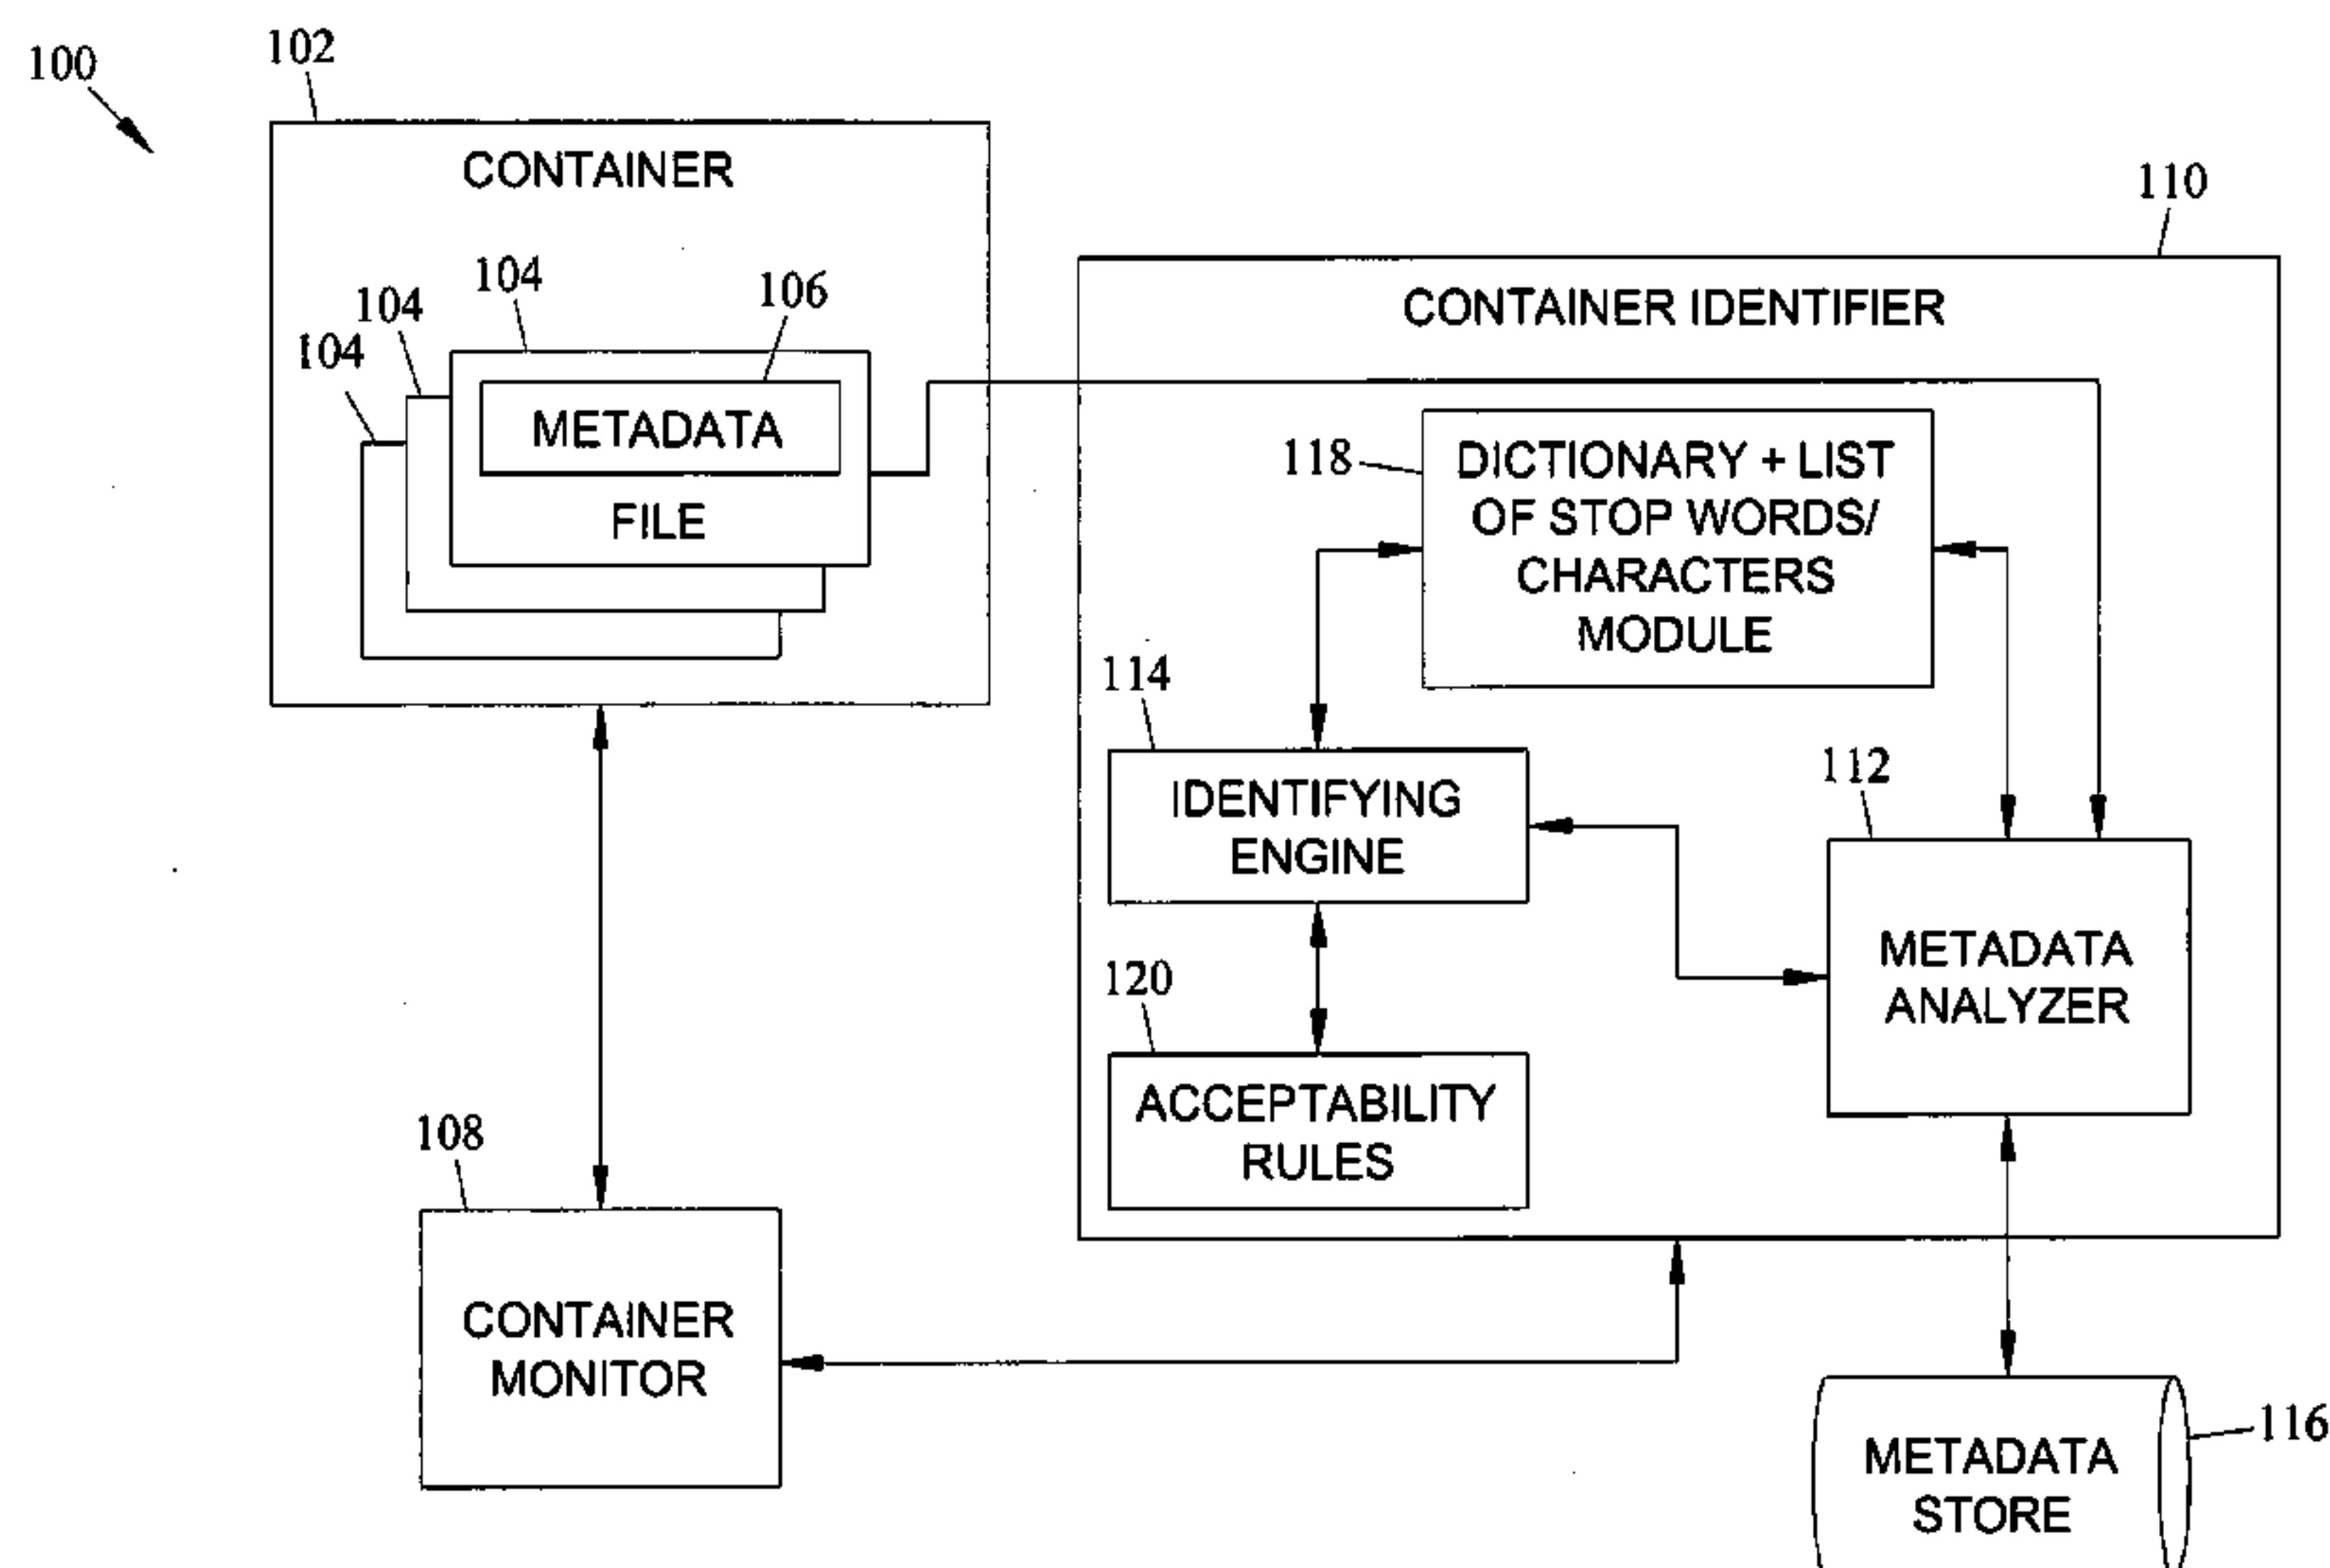 100
102
CONTAINER
104
104
104
106
METADATA
FILE
110
CONTAINER IDENTIFIER
118
DICTIONARY + LIST
OF STOP WORDS/
CHARACTERS
MODULE
114
IDENTIFYING
ENGINE
112
METADATA
ANALYZER
120
ACCEPTABILITY
RULES
108
CONTAINER
MONITOR
116
METADATA
STORE